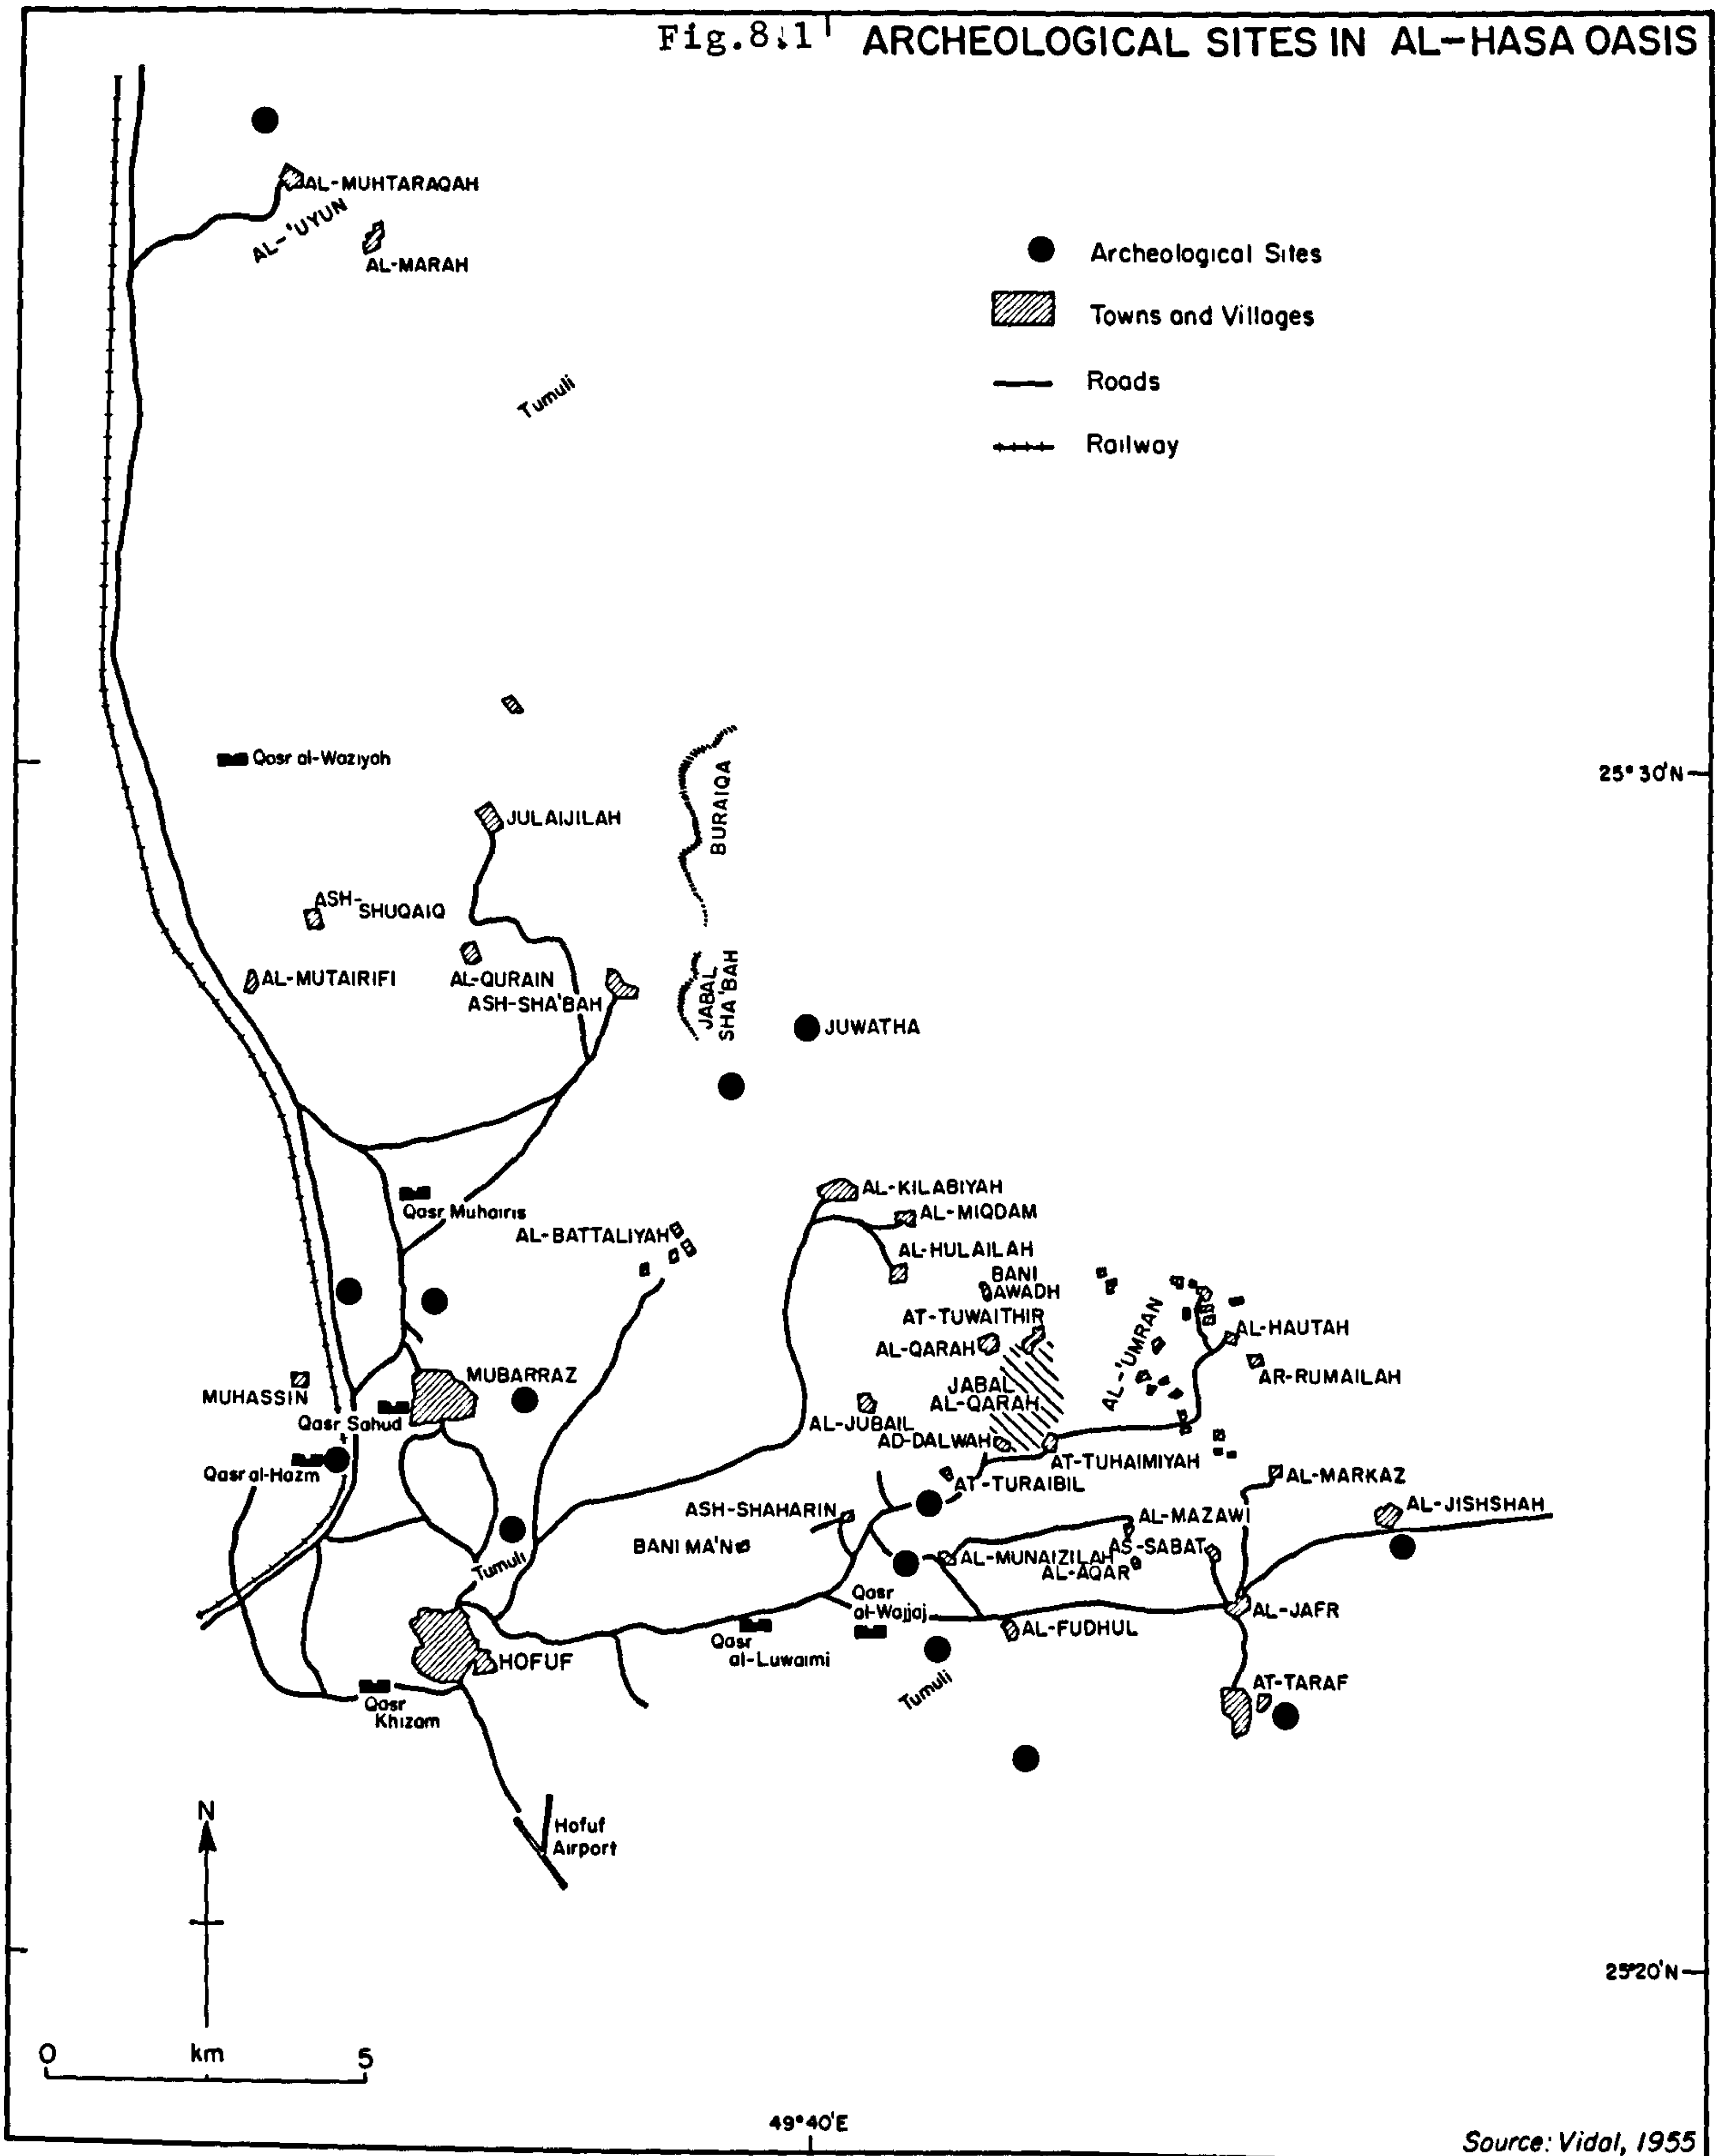 Fig.8.1 ARCHEOLOGICAL SITES IN AL-HASA OASIS
AL-MUHTARAQAH
AL-'UYUN
AL-MARAH
Archeological Sites
Towns and Villages
Roads
Railway
Tumuli
Qasr al-Waziyah
25°30'N
BURAIQA
JULAIJILAH
ASH-
SHUQAIQ
AL-MUTAIRIFI
AL-QURAIN
ASH-SHA'BAH
JABAL
SHA'BAH
JUWATHA
AL-KILABIYAH
Qasr Muhairis
AL-MIQDAM
AL-BATTALIYAH
AL-HULAILAH
BANI
AWADH
AT-TUWAITHIR
AL-'UMRAN
AL-HAUTAH
AL-QARAH
AR-RUMAILAH
MUBARRAZ
MUHASSIN
JABAL
AL-QARAH
Qasr Sahud
AL-JUBAIL
AD-DALWAH
AT-TUHAIMIYAH
Qasr al-Hazm
AT-TURAIBIL
AL-MARKAZ
ASH-SHAHARIN
AL-MAZAWI
AL-JISHSHAH
BANI MA'N
AS-SABAT
AL-MUNAIZILAH
AL-AQAR
Tumuli
Qasr
al-Wajjaj
AL-JAFR
AL-FUDHUL
Qasr
al-Luwaimi
HOFUF
Tumuli
AT-TARAF
Qasr
Khizam
N
Hofuf
Airport
25°20'N
0 km 5
49°40'E
Source: Vidal, 1955